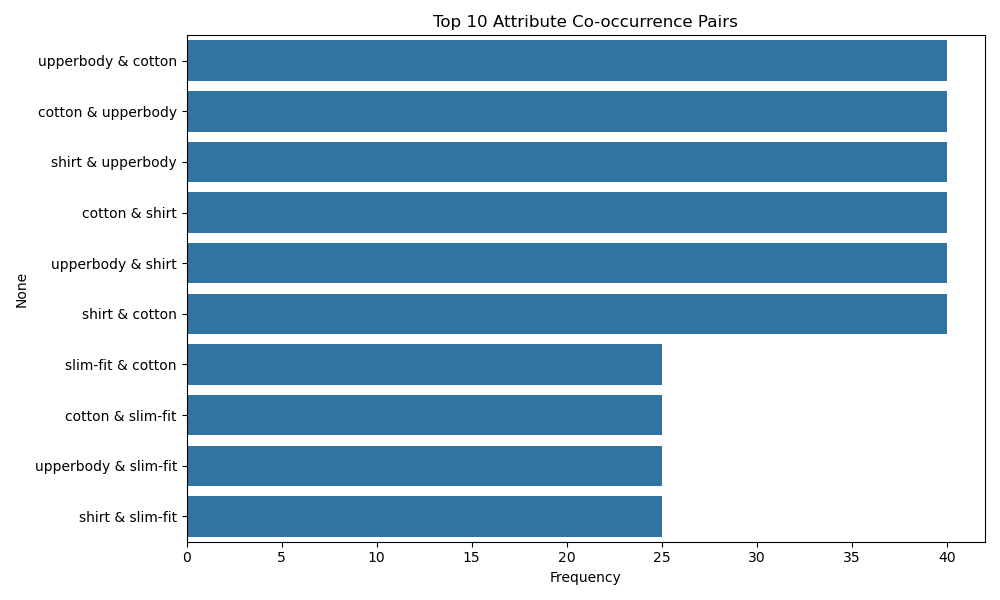 Top 10 Attribute Co-occurrence Pairs
upperbody & cotton
cotton & upperbody
shirt & upperbody
cotton & shirt
upperbody & shirt
shirt & cotton
slim-fit & cotton
cotton & slim-fit
upperbody & slim-fit
shirt & slim-fit
None
0 5 10 15 20 25 30 35 40
Frequency